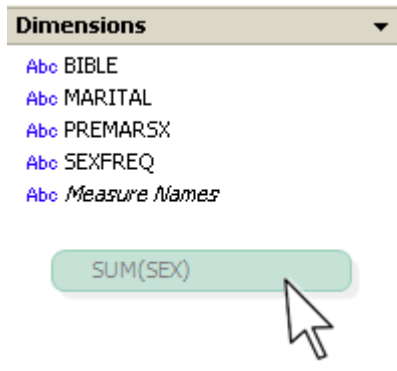 Dimensions
Abc BIBLE
Abc MARITAL
Abc PREMARSX
Abc SEXFREQ
Abc Measure Names
SUM(SEX)